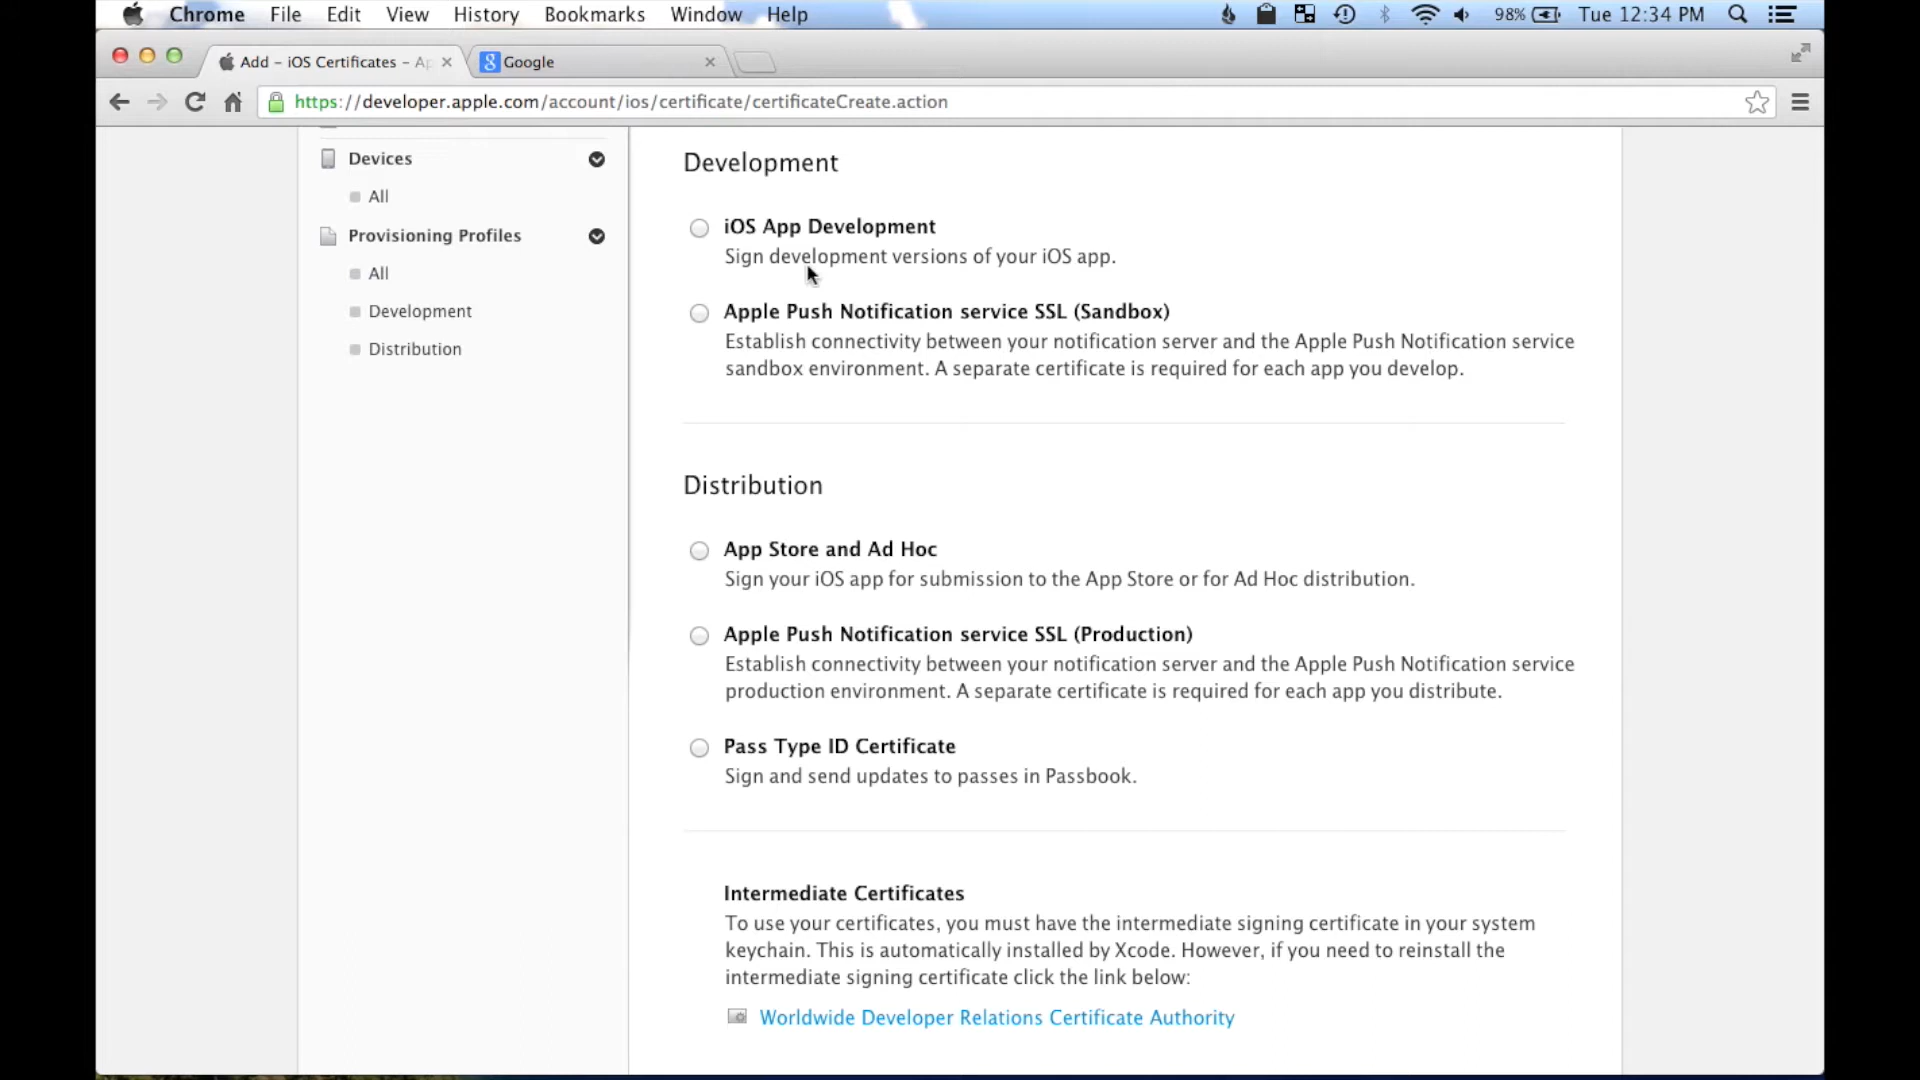 Chrome File Edit View History Bookmarks Window Help 98% Tue 12:34 PM
Add – iOS Certificates – Ap
Google
https://developer.apple.com/account/ios/certificate/certificateCreate.action
Devices
All
Provisioning Profiles
All
Development
Distribution
Development
iOS App Development
Sign development versions of your iOS app.
Apple Push Notification service SSL (Sandbox)
Establish connectivity between your notification server and the Apple Push Notification service
sandbox environment. A separate certificate is required for each app you develop.
Distribution
App Store and Ad Hoc
Sign your iOS app for submission to the App Store or for Ad Hoc distribution.
Apple Push Notification service SSL (Production)
Establish connectivity between your notification server and the Apple Push Notification service
production environment. A separate certificate is required for each app you distribute.
Pass Type ID Certificate
Sign and send updates to passes in Passbook.
Intermediate Certificates
To use your certificates, you must have the intermediate signing certificate in your system
keychain. This is automatically installed by Xcode. However, if you need to reinstall the
intermediate signing certificate click the link below:
Worldwide Developer Relations Certificate Authority